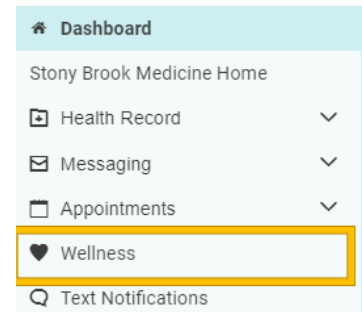 Dashboard
Stony Brook Medicine Home
Health Record
Messaging
Appointments
Wellness
Text Notifications